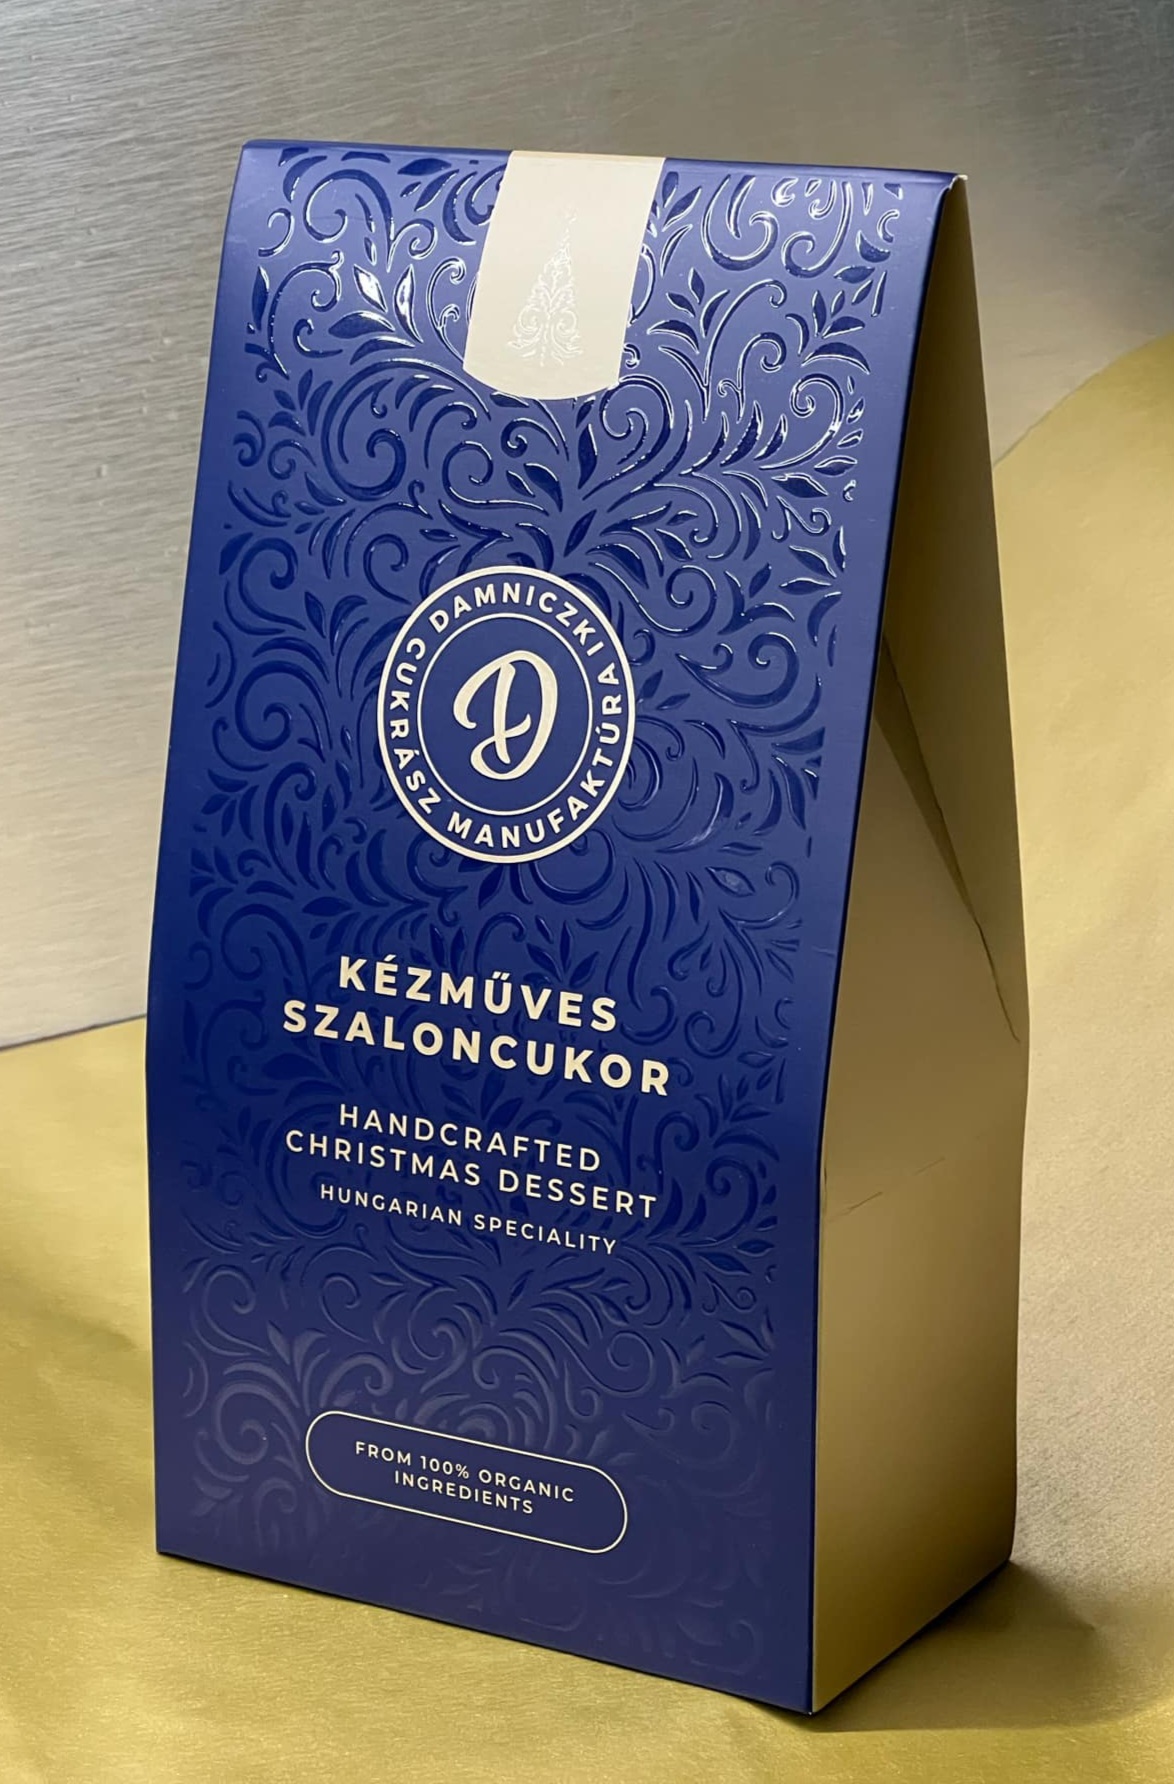 DAMNICZKI
CUKRÁSZ MANUFAKTÚRA
D
KÉZMŰVES
SZALONCUKOR
HANDCRAFTED
CHRISTMAS DESSERT
HUNGARIAN SPECIALITY
FROM 100% ORGANIC
INGREDIENTS